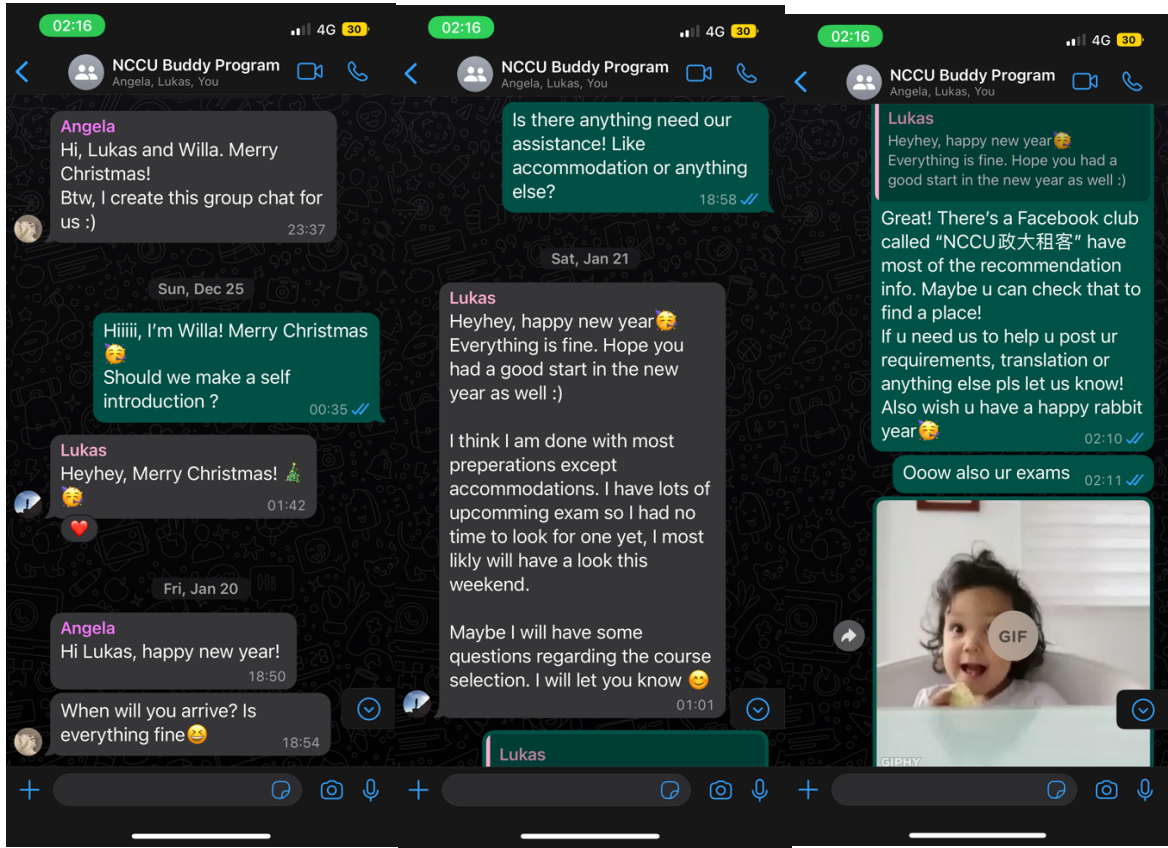 02:16
4G 30
NCCU Buddy Program
Angela, Lukas, You
Angela
Hi, Lukas and Willa. Merry
Christmas!
Btw, I create this group chat for
us :)
23:37
Sun, Dec 25
Hiiiii, I’m Willa! Merry Christmas
🥳
Should we make a self
introduction ?
00:35
Lukas
Heyhey, Merry Christmas! 🎄
🥳
01:42
❤️
Fri, Jan 20
Angela
Hi Lukas, happy new year!
18:50
When will you arrive? Is
everything fine😆
18:54
02:16
4G 30
NCCU Buddy Program
Angela, Lukas, You
Is there anything need our
assistance! Like
accommodation or anything
else?
18:58
Sat, Jan 21
Lukas
Heyhey, happy new year🥳
Everything is fine. Hope you
had a good start in the new
year as well :)
I think I am done with most
preperations except
accommodations. I have lots of
upcomming exam so I had no
time to look for one yet, I most
likly will have a look this
weekend.
Maybe I will have some
questions regarding the course
selection. I will let you know 😊
01:01
Lukas
02:16
4G 30
NCCU Buddy Program
Angela, Lukas, You
Lukas
Heyhey, happy new year🥳
Everything is fine. Hope you had a
good start in the new year as well :)
Great! There’s a Facebook club
called “NCCU政大租客” have
most of the recommendation
info. Maybe u can check that to
find a place!
If u need us to help u post ur
requirements, translation or
anything else pls let us know!
Also wish u have a happy rabbit
year🥳
02:10
Ooow also ur exams
02:11
GIF
GIPHY